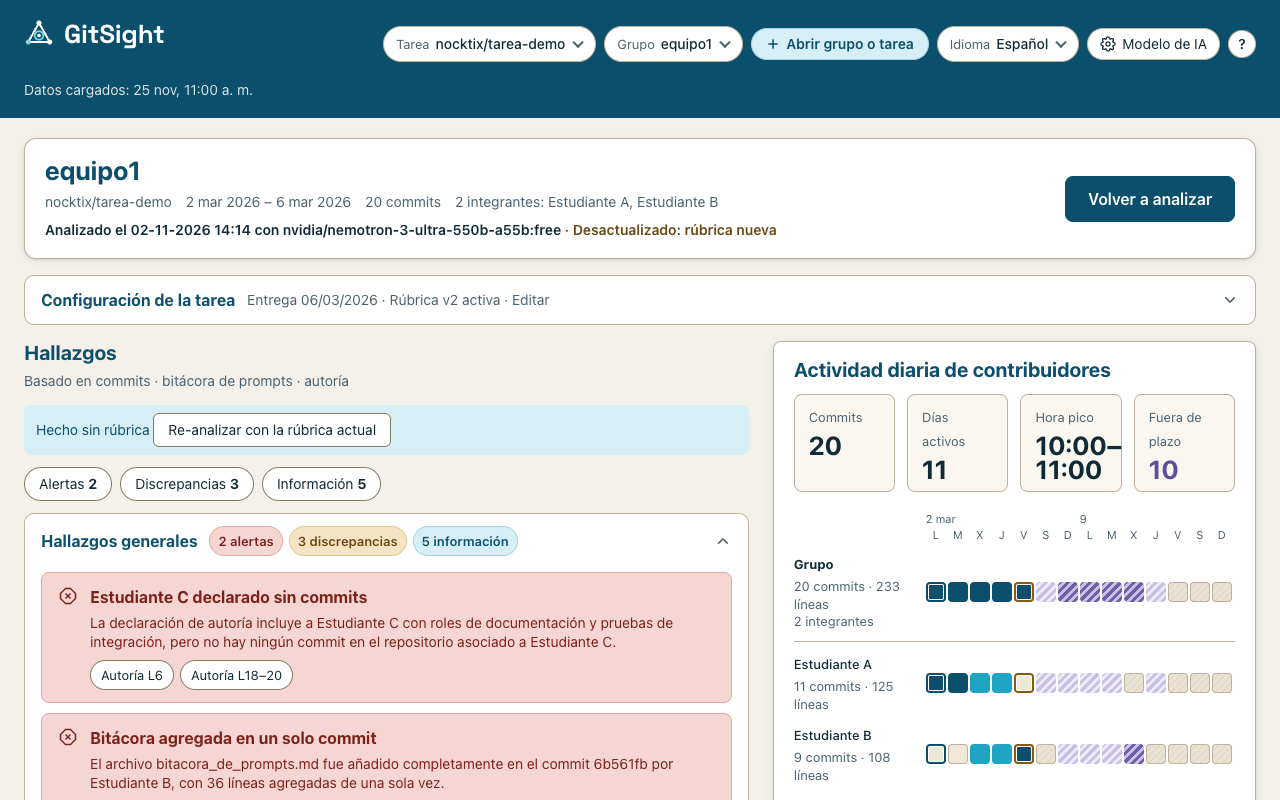 GitSight
Tarea nocktix/tarea-demo
Grupo equipo1
+ Abrir grupo o tarea
Idioma Español
Modelo de IA
?
Datos cargados: 25 nov, 11:00 a. m.
equipo1
nocktix/tarea-demo 2 mar 2026 – 6 mar 2026 20 commits 2 integrantes: Estudiante A, Estudiante B
Analizado el 02-11-2026 14:14 con nvidia/nemotron-3-ultra-550b-a55b:free · Desactualizado: rúbrica nueva
Volver a analizar
Configuración de la tarea Entrega 06/03/2026 · Rúbrica v2 activa · Editar
Hallazgos
Basado en commits · bitácora de prompts · autoría
Hecho sin rúbrica Re-analizar con la rúbrica actual
Alertas 2 Discrepancias 3 Información 5
Hallazgos generales 2 alertas 3 discrepancias 5 información
Estudiante C declarado sin commits
La declaración de autoría incluye a Estudiante C con roles de documentación y pruebas de
integración, pero no hay ningún commit en el repositorio asociado a Estudiante C.
Autoría L6 Autoría L18–20
Bitácora agregada en un solo commit
El archivo bitacora_de_prompts.md fue añadido completamente en el commit 6b561fb por
Estudiante B, con 36 líneas agregadas de una sola vez.
Actividad diaria de contribuidores
Commits
20
Días
activos
11
Hora pico
10:00–
11:00
Fuera de
plazo
10
2 mar 9
L M X J V S D L M X J V S D
Grupo
20 commits · 233
líneas
2 integrantes
Estudiante A
11 commits · 125
líneas
Estudiante B
9 commits · 108
líneas